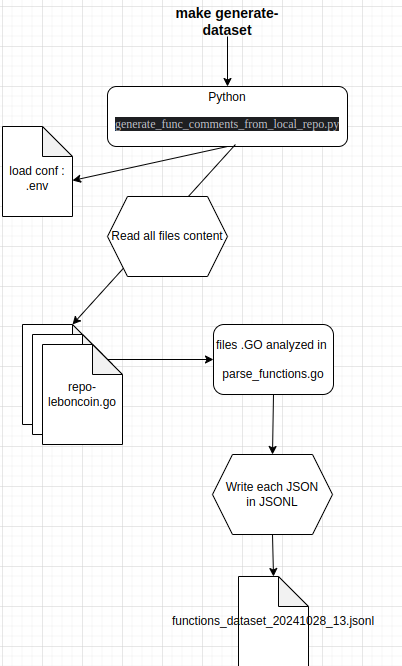 make generate-
dataset
Python
generate_func_comments_from_local_repo.py
load conf :
.env
Read all files content
files .GO analyzed in
parse_functions.go
repo-
leboncoin.go
Write each JSON
in JSONL
functions_dataset_20241028_13.jsonl